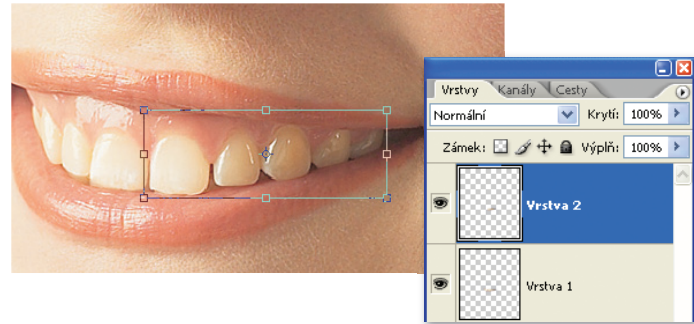 Vrstvy Kanály Cesty
Normální Krytí: 100%
Zámek: Výplň: 100%
Vrstva 2
Vrstva 1